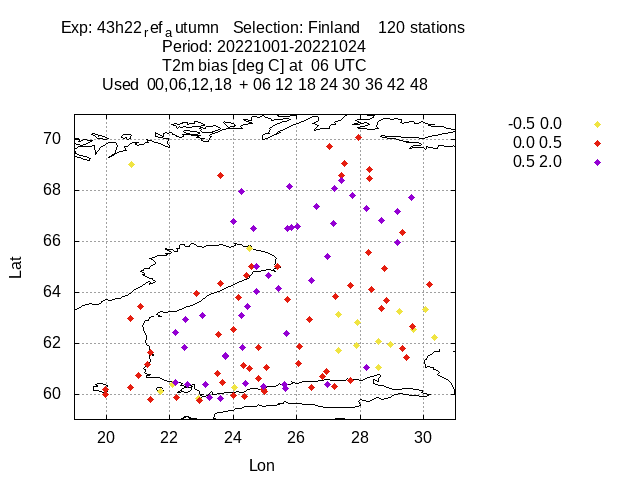 Exp: 43h22refautumn Selection: Finland 120 stations
Period: 20221001-20221024
T2m bias [deg C] at 06 UTC
Used 00,06,12,18 + 06 12 18 24 30 36 42 48
-0.5 0.0
0.0 0.5
0.5 2.0
70
68
66
64
62
60
Lat
20 22 24 26 28 30
Lon